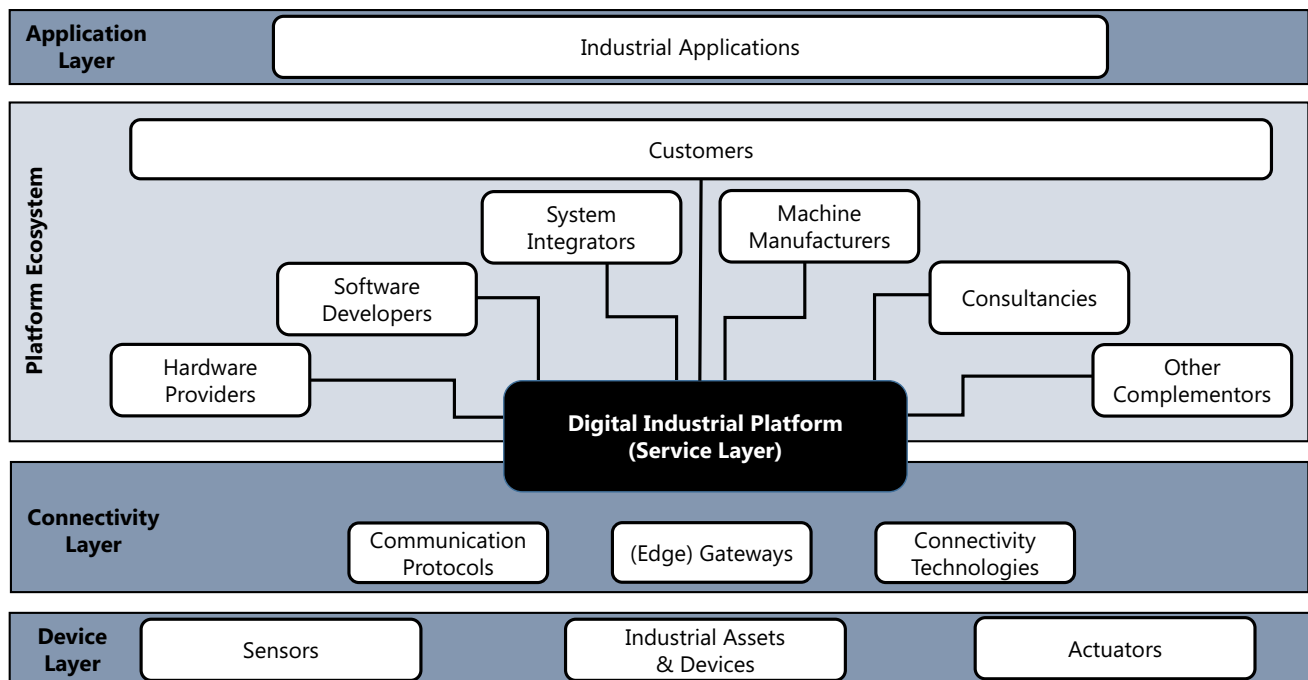 Application
Layer
Industrial Applications
Platform Ecosystem
Customers
System
Integrators
Machine
Manufacturers
Software
Developers
Consultancies
Hardware
Providers
Other
Complementors
Digital Industrial Platform
(Service Layer)
Connectivity
Layer
Communication
Protocols
(Edge) Gateways
Connectivity
Technologies
Device
Layer
Sensors
Industrial Assets
& Devices
Actuators